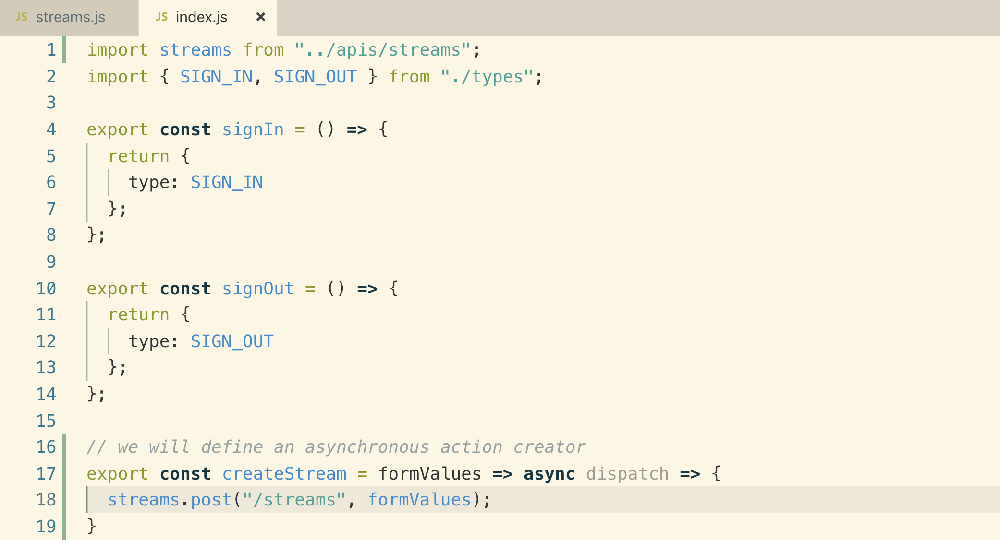 JS streams.js JS index.js ×
1 import streams from "../apis/streams";
2 import { SIGN_IN, SIGN_OUT } from "./types";
3
4 export const signIn = () => {
5   return {
6     type: SIGN_IN
7   };
8 };
9
10 export const signOut = () => {
11   return {
12     type: SIGN_OUT
13   };
14 };
15
16 // we will define an asynchronous action creator
17 export const createStream = formValues => async dispatch => {
18   streams.post("/streams", formValues);
19 }